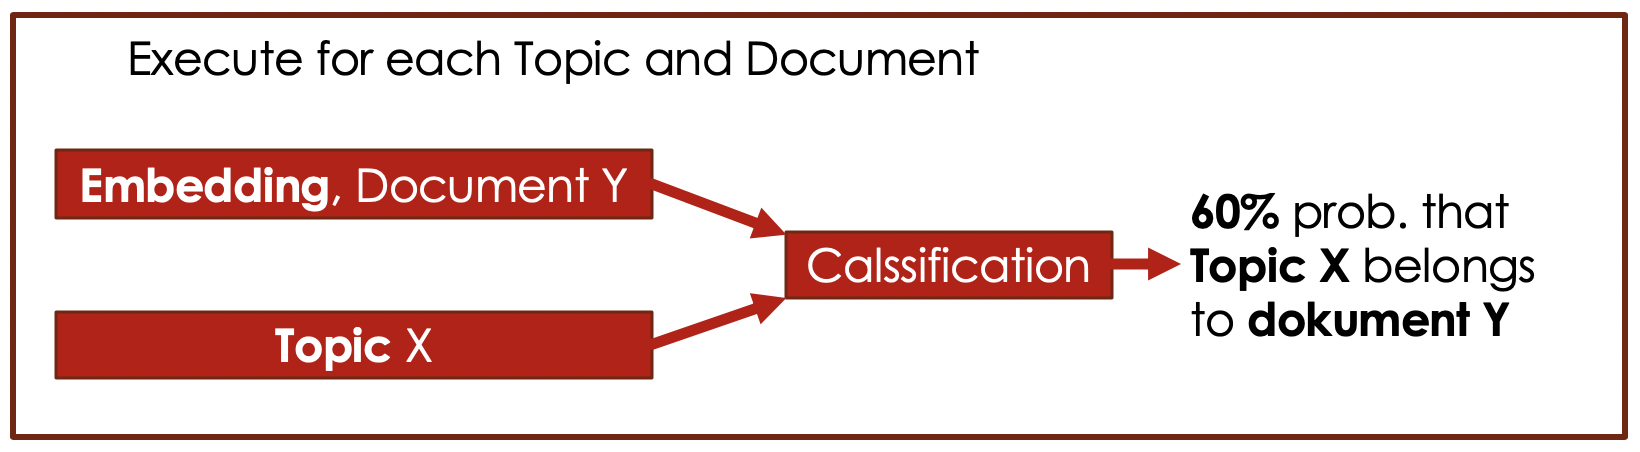 Execute for each Topic and Document
Embedding, Document Y
Topic X
Calssification
60% prob. that
Topic X belongs
to dokument Y